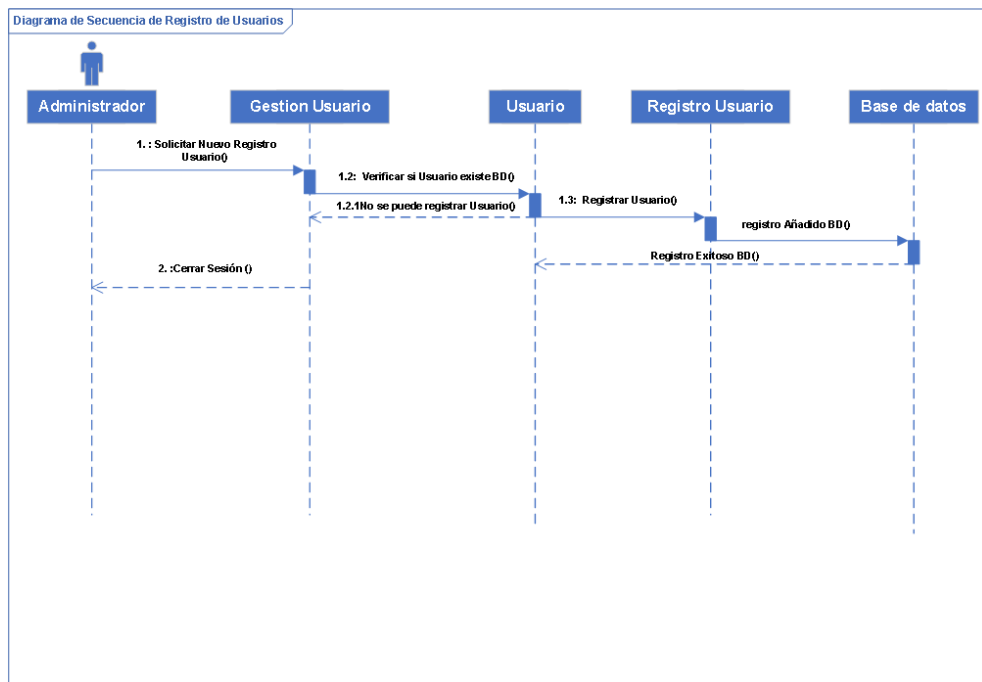 Diagrama de Secuencia de Registro de Usuarios
Administrador
Gestion Usuario
Usuario
Registro Usuario
Base de datos
1. : Solicitar Nuevo Registro
Usuario()
1.2: Verificar si Usuario existe BD()
1.2.1No se puede registrar Usuario()
1.3: Registrar Usuario()
registro Añadido BD()
Registro Exitoso BD()
2. :Cerrar Sesión ()